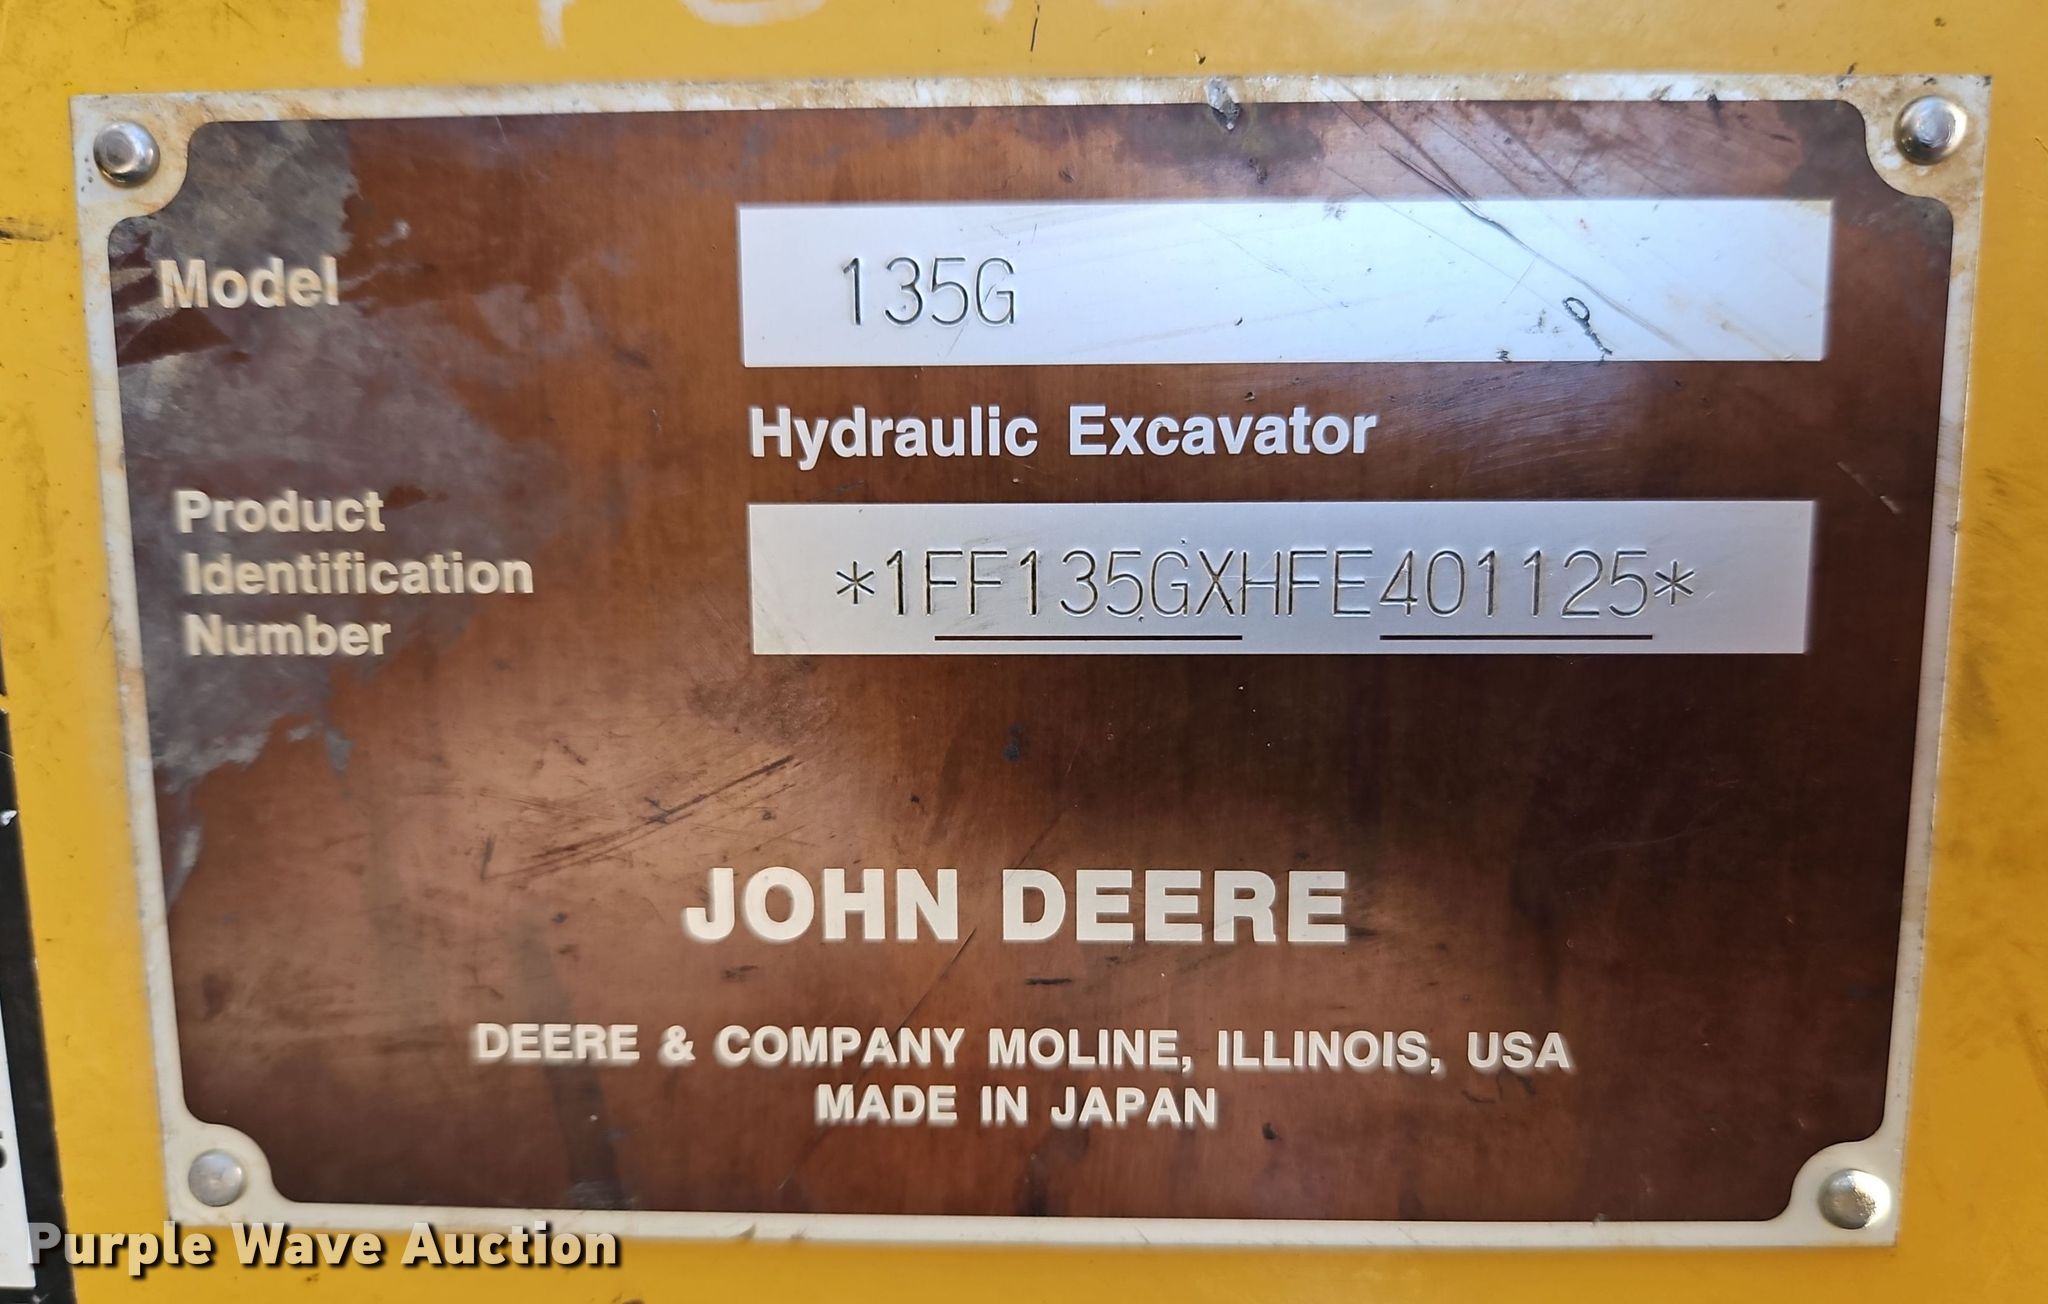 Model
135G
Hydraulic Excavator
Product
Identification
Number
*1FF135GXHFE401125*
JOHN DEERE
DEERE & COMPANY MOLINE, ILLINOIS, USA
MADE IN JAPAN
Purple Wave Auction